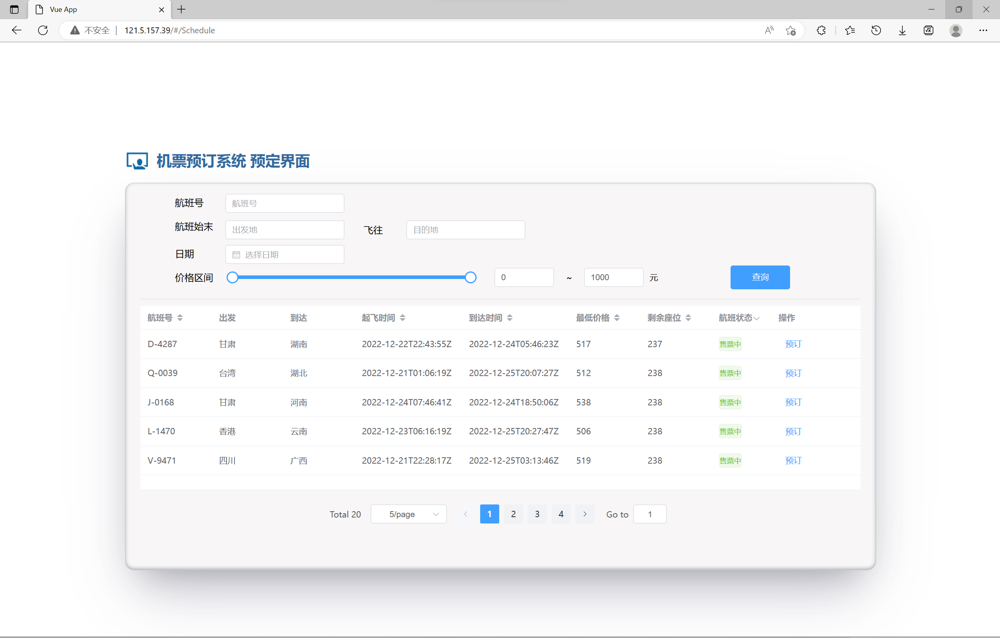 Vue App
不安全 121.5.157.39/#/Schedule
机票预订系统 预定界面
航班号 航班号
航班始末 出发地 飞往 目的地
日期 选择日期
价格区间 0 ~ 1000 元 查询
航班号 出发 到达 起飞时间 到达时间 最低价格 剩余座位 航班状态 操作
D-4287 甘肃 湖南 2022-12-22T22:43:55Z 2022-12-24T05:46:23Z 517 237 售票中 预订
Q-0039 台湾 湖北 2022-12-21T01:06:19Z 2022-12-25T20:07:27Z 512 238 售票中 预订
J-0168 甘肃 河南 2022-12-24T07:46:41Z 2022-12-24T18:50:06Z 538 238 售票中 预订
L-1470 香港 云南 2022-12-23T06:16:19Z 2022-12-25T20:27:47Z 506 238 售票中 预订
V-9471 四川 广西 2022-12-21T22:28:17Z 2022-12-25T03:13:46Z 519 238 售票中 预订
Total 20 5/page 1 2 3 4 Go to 1